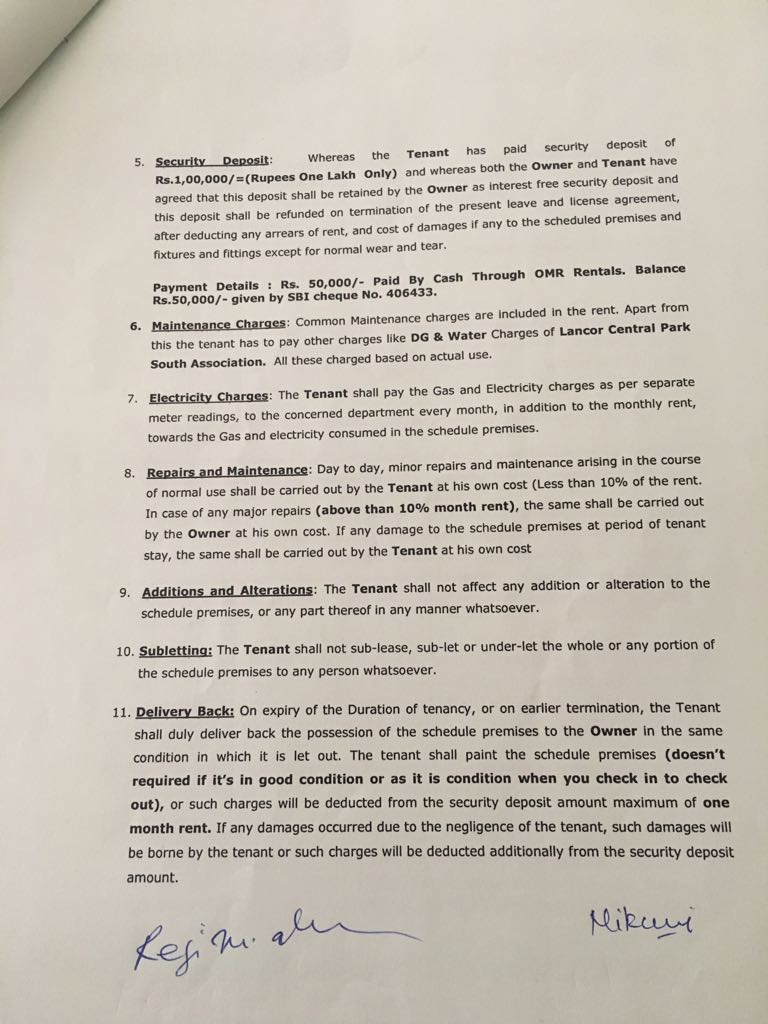 5. Security Deposit: Whereas the Tenant has paid security deposit of
Rs.1,00,000/=(Rupees One Lakh Only) and whereas both the Owner and Tenant have
agreed that this deposit shall be retained by the Owner as interest free security deposit and
this deposit shall be refunded on termination of the present leave and license agreement,
after deducting any arrears of rent, and cost of damages if any to the scheduled premises and
fixtures and fittings except for normal wear and tear.
Payment Details : Rs. 50,000/- Paid By Cash Through OMR Rentals. Balance
Rs.50,000/- given by SBI cheque No. 406433.
6. Maintenance Charges: Common Maintenance charges are included in the rent. Apart from
this the tenant has to pay other charges like DG & Water Charges of Lancor Central Park
South Association. All these charged based on actual use.
7. Electricity Charges: The Tenant shall pay the Gas and Electricity charges as per separate
meter readings, to the concerned department every month, in addition to the monthly rent,
towards the Gas and electricity consumed in the schedule premises.
8. Repairs and Maintenance: Day to day, minor repairs and maintenance arising in the course
of normal use shall be carried out by the Tenant at his own cost (Less than 10% of the rent.
In case of any major repairs (above than 10% month rent), the same shall be carried out
by the Owner at his own cost. If any damage to the schedule premises at period of tenant
stay, the same shall be carried out by the Tenant at his own cost
9. Additions and Alterations: The Tenant shall not affect any addition or alteration to the
schedule premises, or any part thereof in any manner whatsoever.
10. Subletting: The Tenant shall not sub-lease, sub-let or under-let the whole or any portion of
the schedule premises to any person whatsoever.
11. Delivery Back: On expiry of the Duration of tenancy, or on earlier termination, the Tenant
shall duly deliver back the possession of the schedule premises to the Owner in the same
condition in which it is let out. The tenant shall paint the schedule premises (doesn't
required if it's in good condition or as it is condition when you check in to check
out), or such charges will be deducted from the security deposit amount maximum of one
month rent. If any damages occurred due to the negligence of the tenant, such damages will
be borne by the tenant or such charges will be deducted additionally from the security deposit
amount.